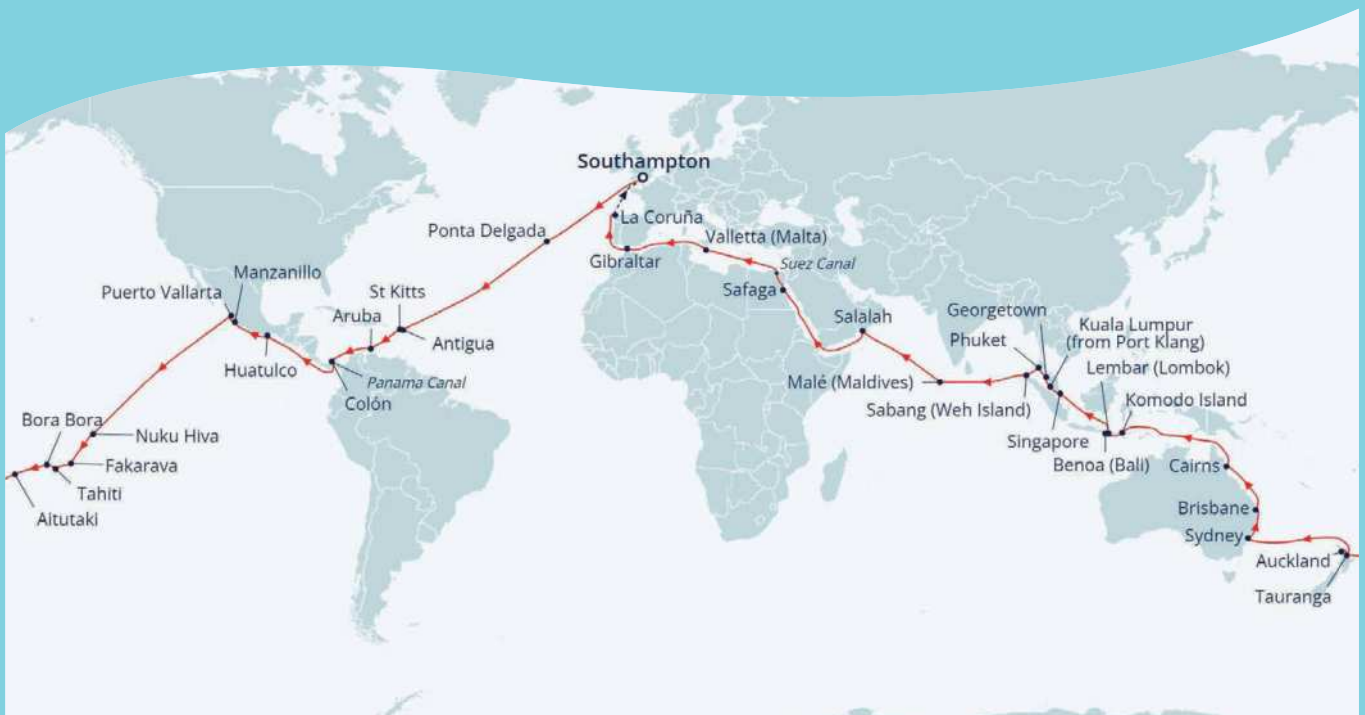 Southampton
La Coruña
Ponta Delgada
Valletta (Malta)
Gibraltar
Suez Canal
Manzanillo
Safaga
Puerto Vallarta
St Kitts
Aruba
Salalah
Georgetown
Kuala Lumpur
(from Port Klang)
Phuket
Antigua
Lembar (Lombok)
Huatulco
Panama Canal
Malé (Maldives)
Colón
Komodo Island
Sabang (Weh Island)
Bora Bora
Nuku Hiva
Singapore
Benoa (Bali)
Fakarava
Cairns
Tahiti
Aitutaki
Brisbane
Sydney
Auckland
Tauranga